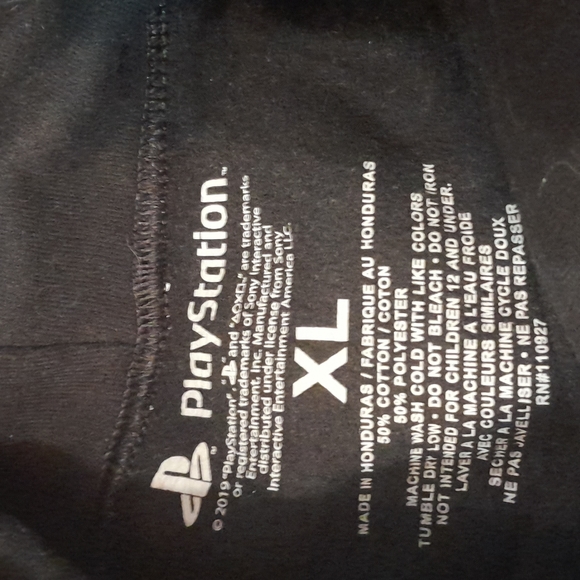 PlayStation™
© 2019 "PlayStation", " " and "△○×□" are trademarks
or registered trademarks of Sony Interactive
Entertainment, Inc. Manufactured and
distributed under license from Sony
Interactive Entertainment America LLC.
XL
MADE IN HONDURAS / FABRIQUE AU HONDURAS
50% COTTON / COTON
50% POLYESTER
MACHINE WASH COLD WITH LIKE COLORS
TUMBLE DRY LOW • DO NOT BLEACH • DO NOT IRON
NOT INTENDED FOR CHILDREN 12 AND UNDER.
LAVER A LA MACHINE A L'EAU FROIDE
AVEC COULEURS SIMILAIRES
SECHER A LA MACHINE CYCLE DOUX
NE PAS JAVELLISER • NE PAS REPASSER
RN#110927